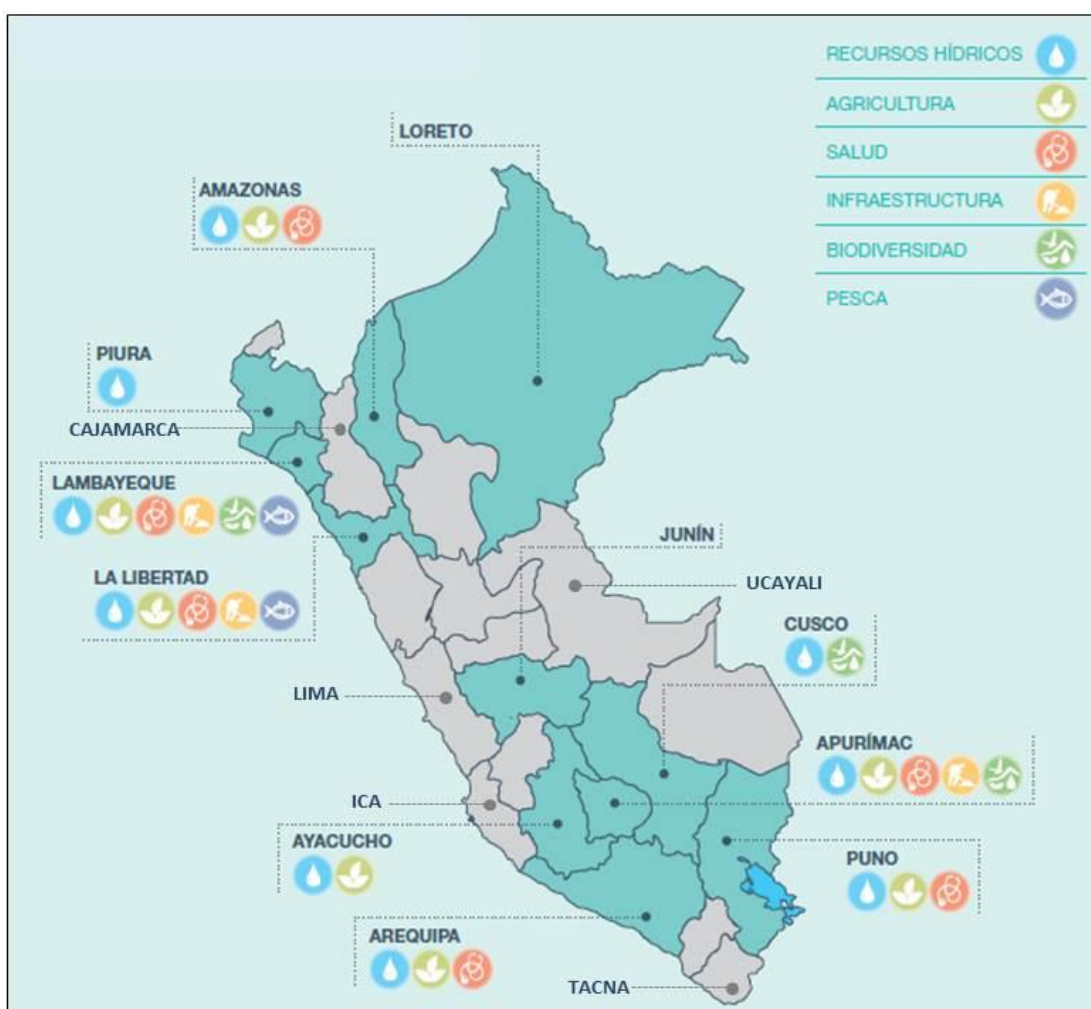 RECURSOS HÍDRICOS
AGRICULTURA
SALUD
INFRAESTRUCTURA
BIODIVERSIDAD
PESCA
LORETO
AMAZONAS
PIURA
CAJAMARCA
LAMBAYEQUE
LA LIBERTAD
JUNÍN
UCAYALI
CUSCO
LIMA
APURÍMAC
ICA
AYACUCHO
PUNO
AREQUIPA
TACNA